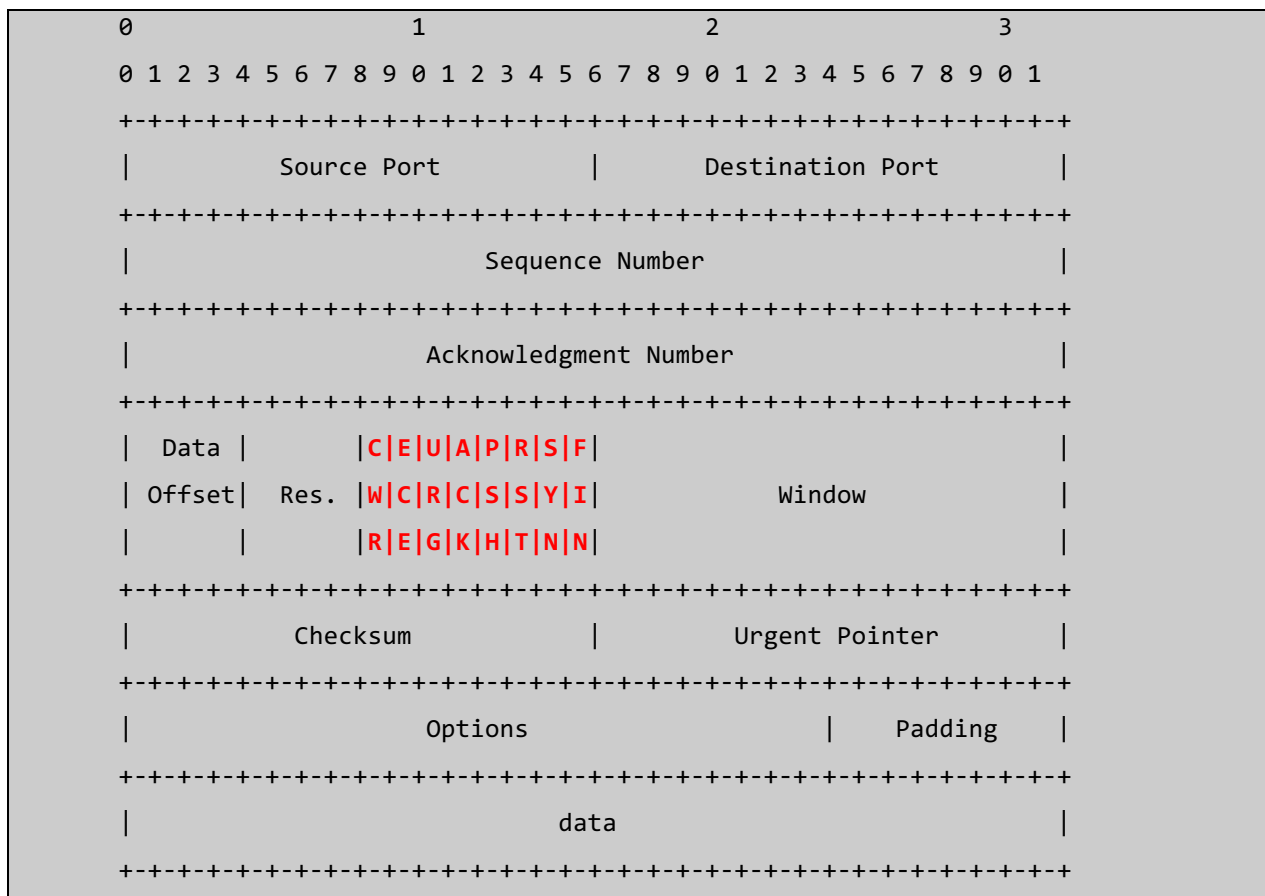 0                   1                   2                   3
0 1 2 3 4 5 6 7 8 9 0 1 2 3 4 5 6 7 8 9 0 1 2 3 4 5 6 7 8 9 0 1
+-+-+-+-+-+-+-+-+-+-+-+-+-+-+-+-+-+-+-+-+-+-+-+-+-+-+-+-+-+-+-+-+
|          Source Port          |       Destination Port        |
+-+-+-+-+-+-+-+-+-+-+-+-+-+-+-+-+-+-+-+-+-+-+-+-+-+-+-+-+-+-+-+-+
|                        Sequence Number                        |
+-+-+-+-+-+-+-+-+-+-+-+-+-+-+-+-+-+-+-+-+-+-+-+-+-+-+-+-+-+-+-+-+
|                    Acknowledgment Number                      |
+-+-+-+-+-+-+-+-+-+-+-+-+-+-+-+-+-+-+-+-+-+-+-+-+-+-+-+-+-+-+-+-+
|  Data |       |C|E|U|A|P|R|S|F|                               |
| Offset|  Res. |W|C|R|C|S|S|Y|I|            Window             |
|       |       |R|E|G|K|H|T|N|N|                               |
+-+-+-+-+-+-+-+-+-+-+-+-+-+-+-+-+-+-+-+-+-+-+-+-+-+-+-+-+-+-+-+-+
|           Checksum            |         Urgent Pointer        |
+-+-+-+-+-+-+-+-+-+-+-+-+-+-+-+-+-+-+-+-+-+-+-+-+-+-+-+-+-+-+-+-+
|                    Options                    |    Padding    |
+-+-+-+-+-+-+-+-+-+-+-+-+-+-+-+-+-+-+-+-+-+-+-+-+-+-+-+-+-+-+-+-+
|                             data                              |
+-+-+-+-+-+-+-+-+-+-+-+-+-+-+-+-+-+-+-+-+-+-+-+-+-+-+-+-+-+-+-+-+